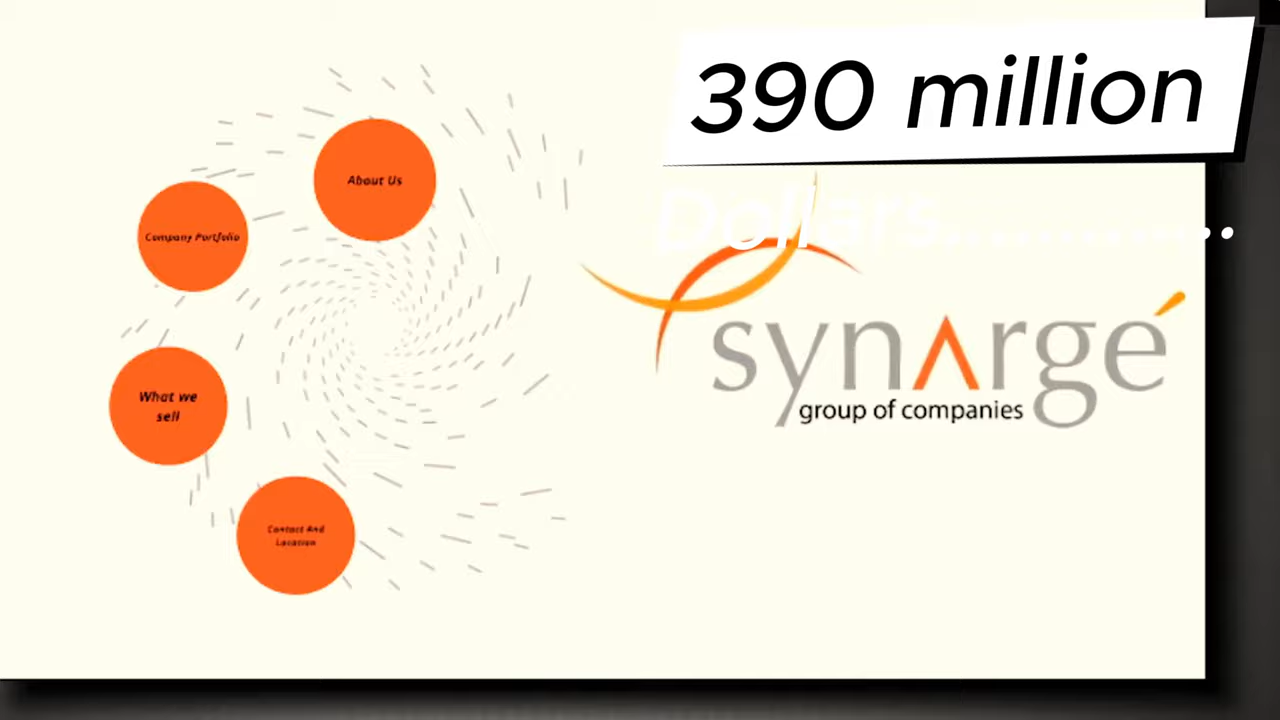 390 million
Dollars..............
About Us
Company Portfolio
What we
sell
Contact And
Location
synargé
group of companies